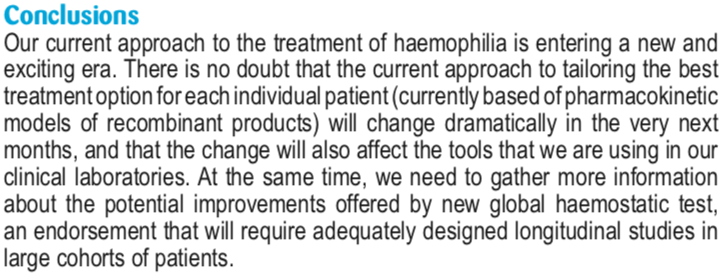 Conclusions
Our current approach to the treatment of haemophilia is entering a new and
exciting era. There is no doubt that the current approach to tailoring the best
treatment option for each individual patient (currently based of pharmacokinetic
models of recombinant products) will change dramatically in the very next
months, and that the change will also affect the tools that we are using in our
clinical laboratories. At the same time, we need to gather more information
about the potential improvements offered by new global haemostatic test,
an endorsement that will require adequately designed longitudinal studies in
large cohorts of patients.